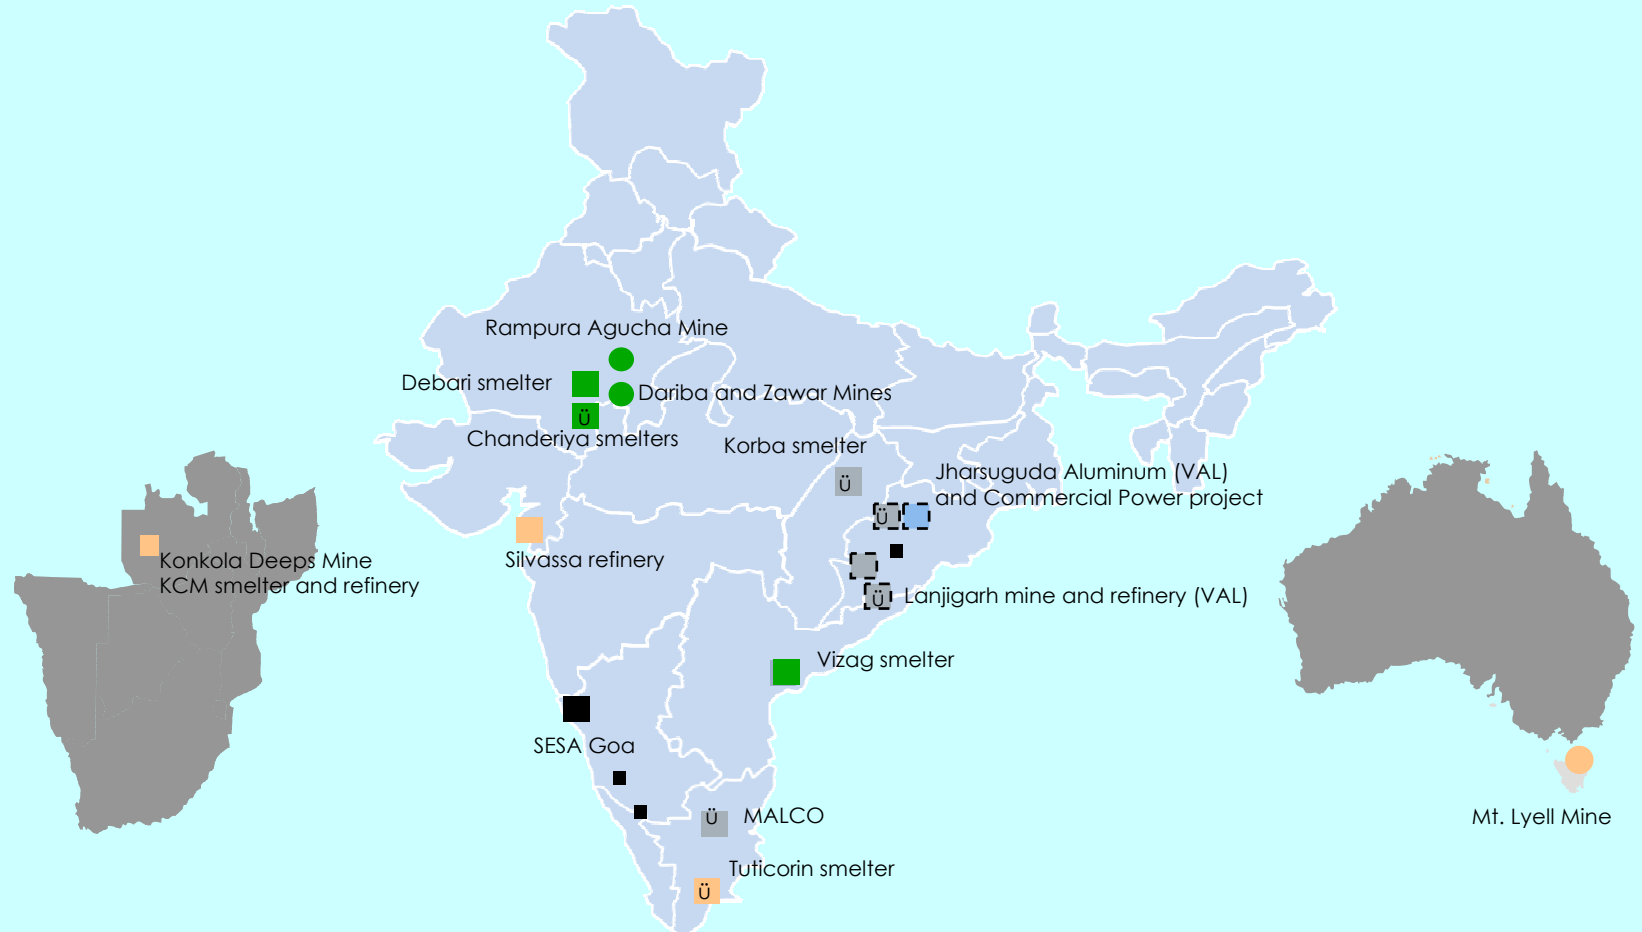 Rampura Agucha Mine
Debari smelter
Dariba and Zawar Mines
Ü
Chanderiya smelters
Korba smelter
Ü
Jharsuguda Aluminum (VAL)
and Commercial Power project
Ü
Silvassa refinery
Konkola Deeps Mine
KCM smelter and refinery
Ü
Lanjigarh mine and refinery (VAL)
Vizag smelter
SESA Goa
Ü
MALCO
Mt. Lyell Mine
Tuticorin smelter
Ü